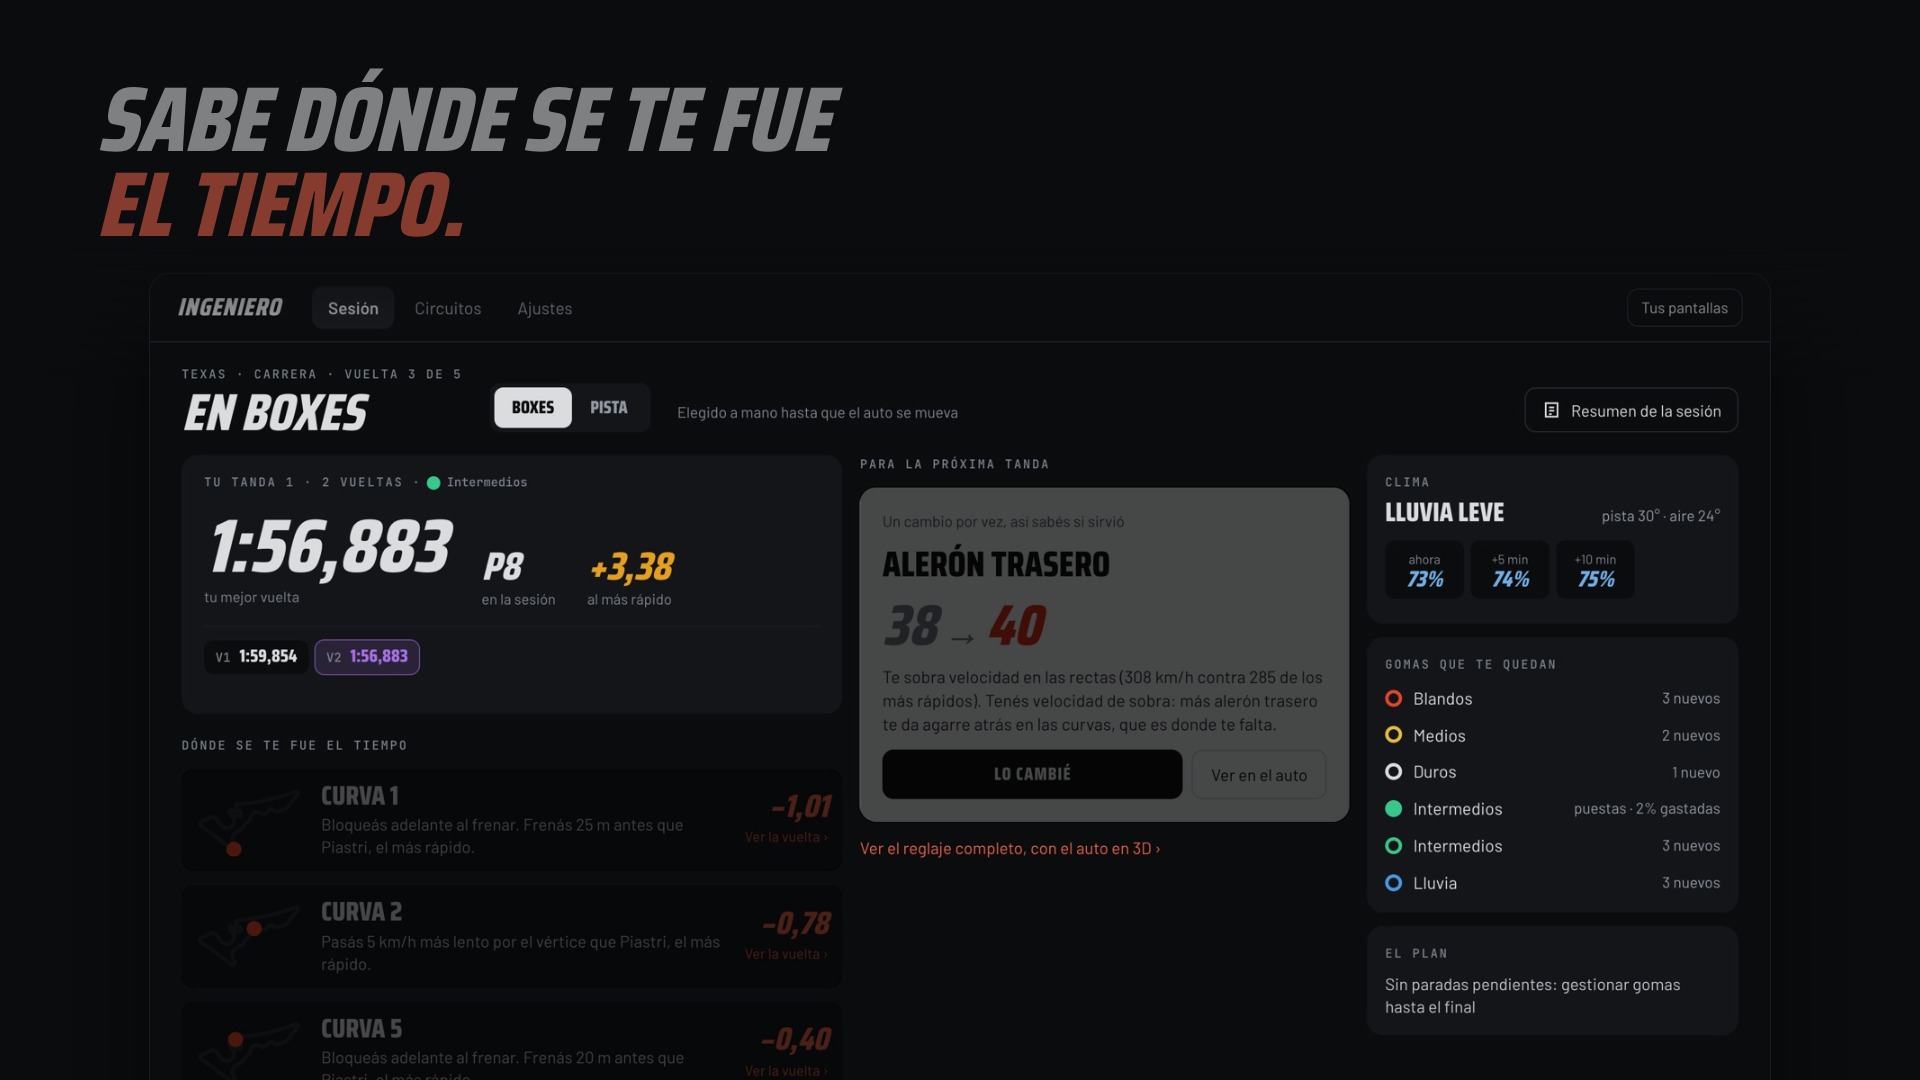 SABE DÓNDE SE TE FUE
EL TIEMPO.
INGENIERO
Sesión
Circuitos
Ajustes
Tus pantallas
TEXAS · CARRERA · VUELTA 3 DE 5
EN BOXES
BOXES
PISTA
Elegido a mano hasta que el auto se mueva
Resumen de la sesión
TU TANDA 1 · 2 VUELTAS · Intermedios
1:56,883
tu mejor vuelta
P8
en la sesión
+3,38
al más rápido
V1 1:59,854
V2 1:56,883
DÓNDE SE TE FUE EL TIEMPO
CURVA 1
Bloqueás adelante al frenar. Frenás 25 m antes que
Piastri, el más rápido.
−1,01
Ver la vuelta ›
CURVA 2
Pasás 5 km/h más lento por el vértice que Piastri, el más
rápido.
−0,78
Ver la vuelta ›
CURVA 5
Bloqueás adelante al frenar. Frenás 20 m antes que
Piastri, el más rápido.
−0,40
Ver la vuelta ›
PARA LA PRÓXIMA TANDA
Un cambio por vez, así sabés si sirvió
ALERÓN TRASERO
38 → 40
Te sobra velocidad en las rectas (308 km/h contra 285 de los
más rápidos). Tenés velocidad de sobra: más alerón trasero
te da agarre atrás en las curvas, que es donde te falta.
LO CAMBIÉ
Ver en el auto
Ver el reglaje completo, con el auto en 3D ›
CLIMA
LLUVIA LEVE
pista 30° · aire 24°
ahora
73%
+5 min
74%
+10 min
75%
GOMAS QUE TE QUEDAN
Blandos 3 nuevos
Medios 2 nuevos
Duros 1 nuevo
Intermedios puestas · 2% gastadas
Intermedios 3 nuevos
Lluvia 3 nuevos
EL PLAN
Sin paradas pendientes: gestionar gomas
hasta el final